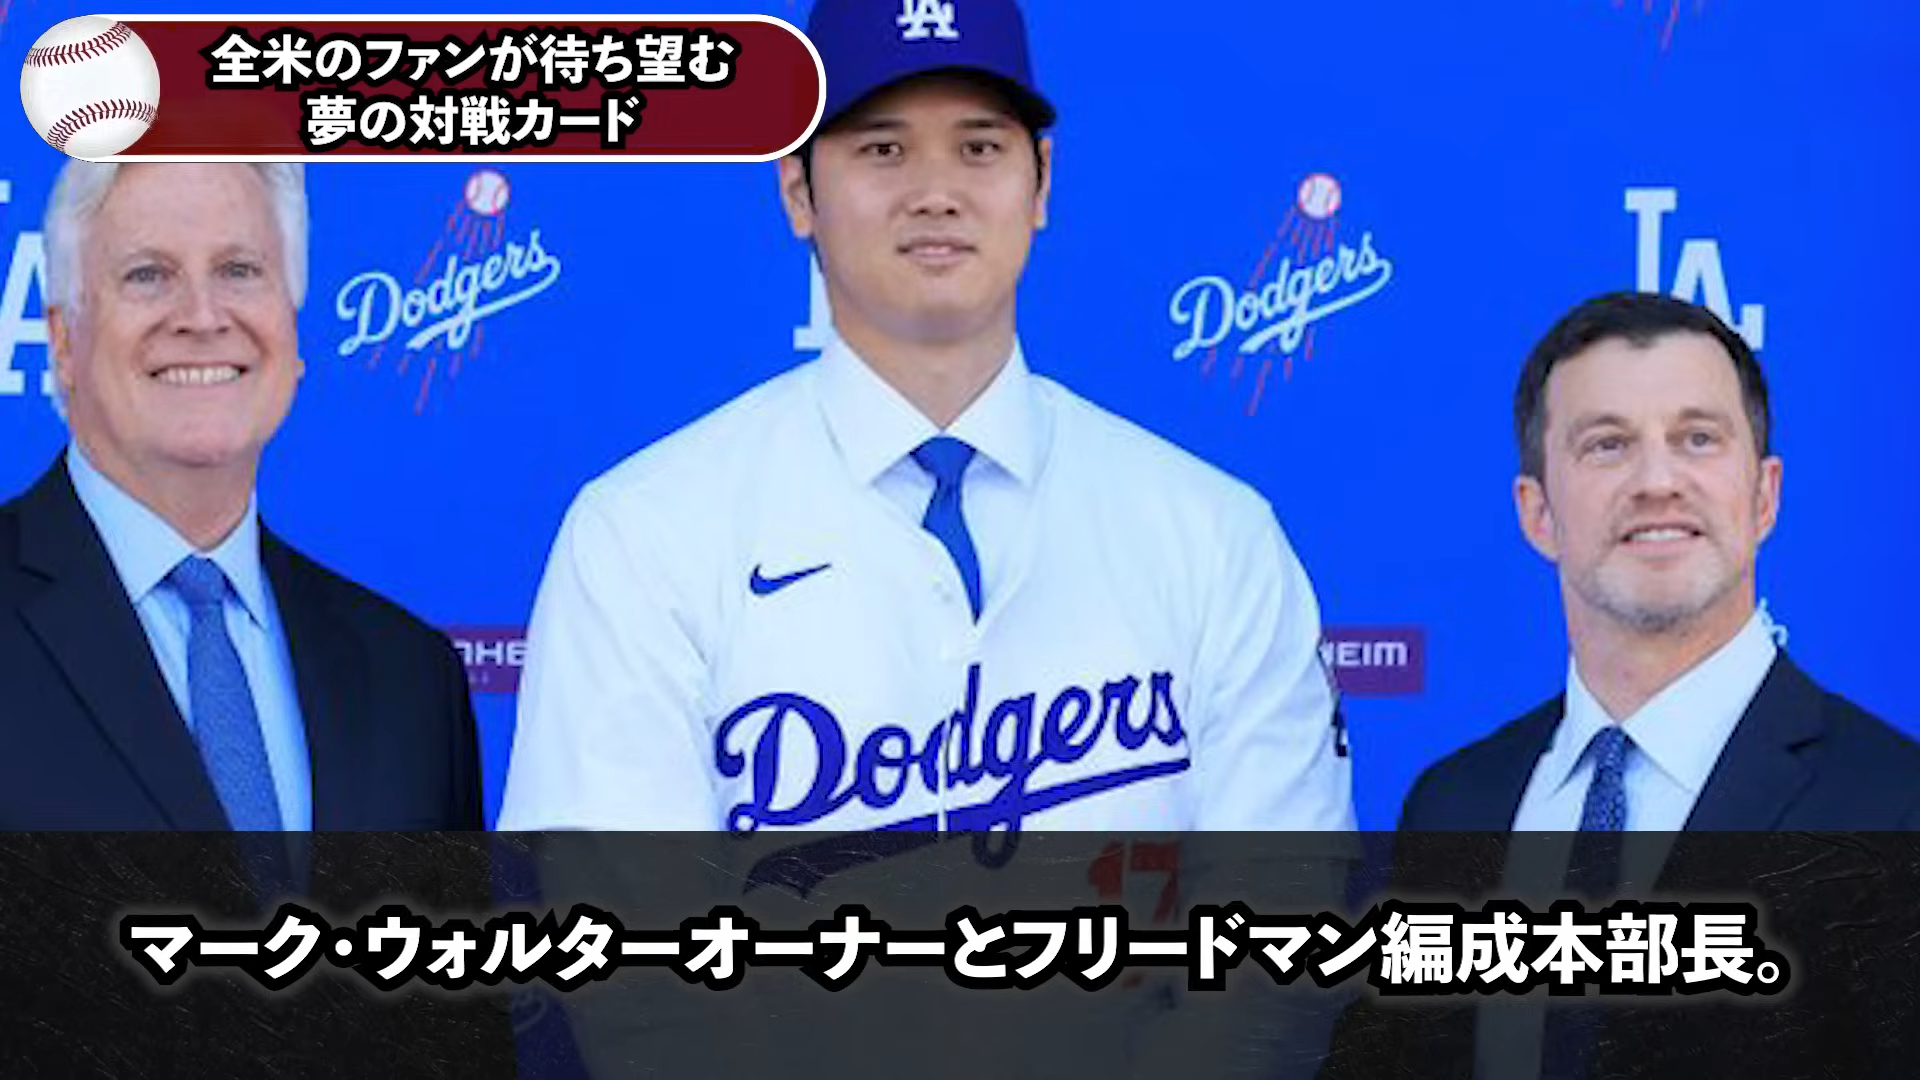 全米のファンが待ち望む
夢の対戦カード
LA
Dodgers
Dodgers
LA
Dodgers
17
マーク・ウォルターオーナーとフリードマン編成本部長。